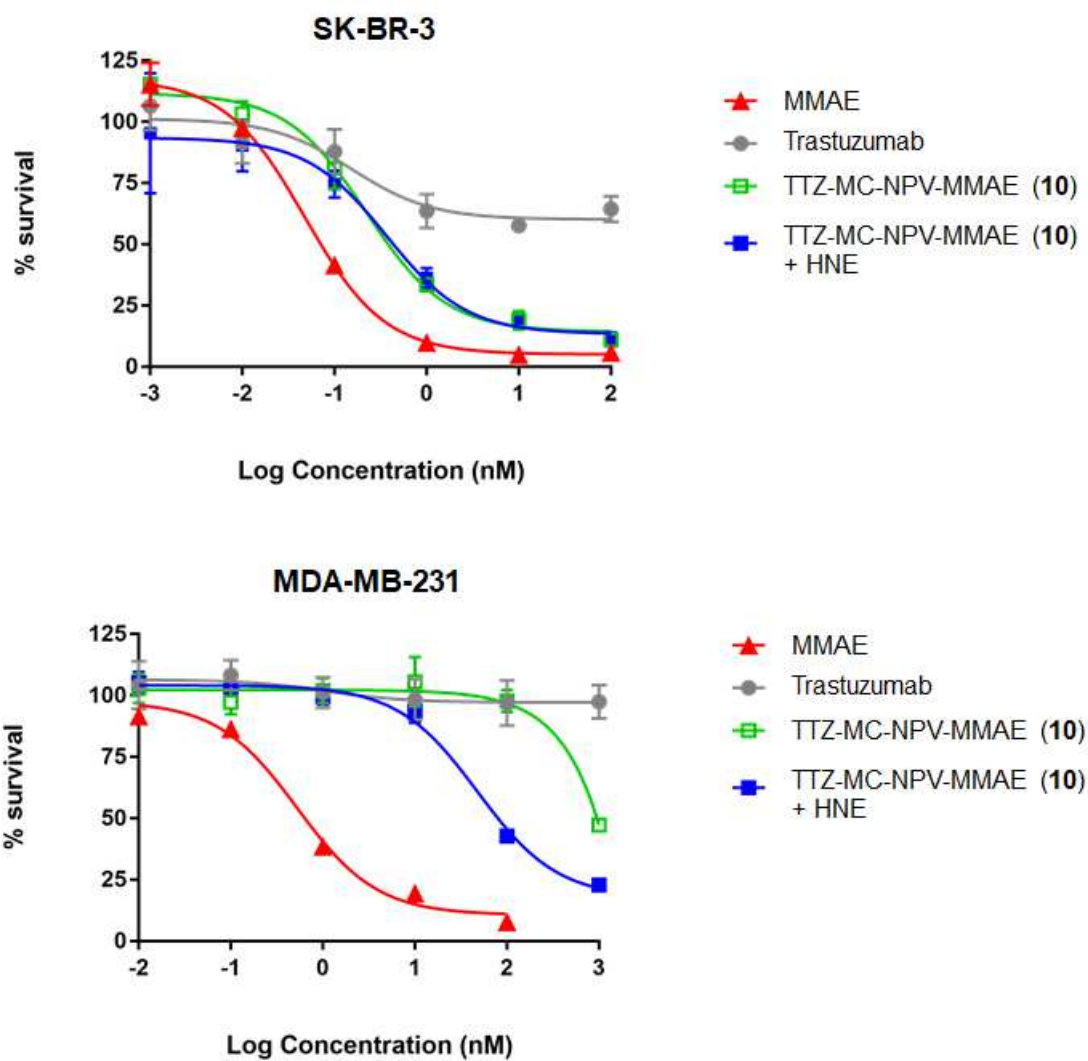 SK-BR-3
125
100
75
50
25
0
% survival
-3 -2 -1 0 1 2
Log Concentration (nM)
MMAE
Trastuzumab
TTZ-MC-NPV-MMAE (10)
TTZ-MC-NPV-MMAE (10)
+ HNE
MDA-MB-231
125
100
75
50
25
0
% survival
-2 -1 0 1 2 3
Log Concentration (nM)
MMAE
Trastuzumab
TTZ-MC-NPV-MMAE (10)
TTZ-MC-NPV-MMAE (10)
+ HNE